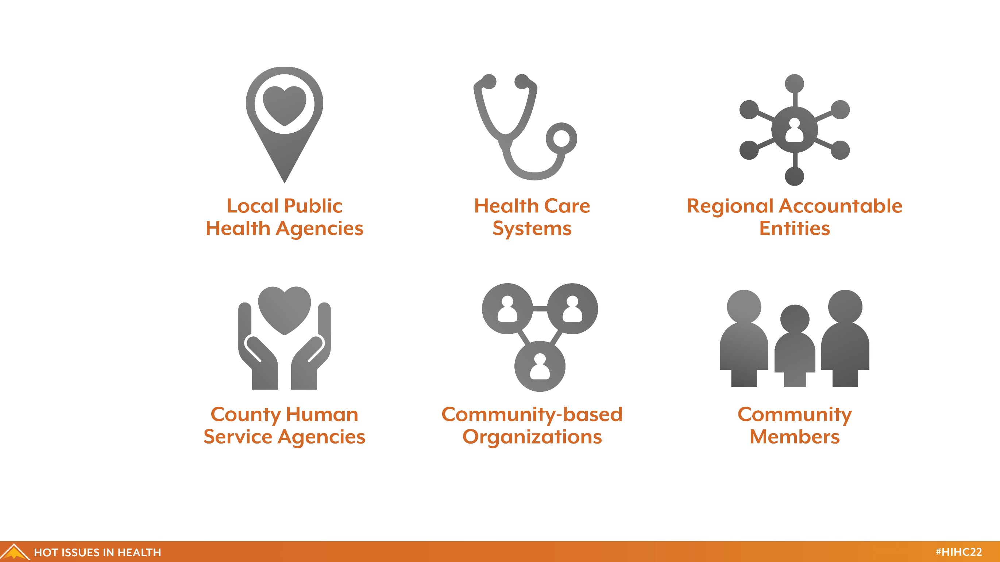 Local Public
Health Agencies
Health Care
Systems
Regional Accountable
Entities
County Human
Service Agencies
Community-based
Organizations
Community
Members
HOT ISSUES IN HEALTH
#HIHC22